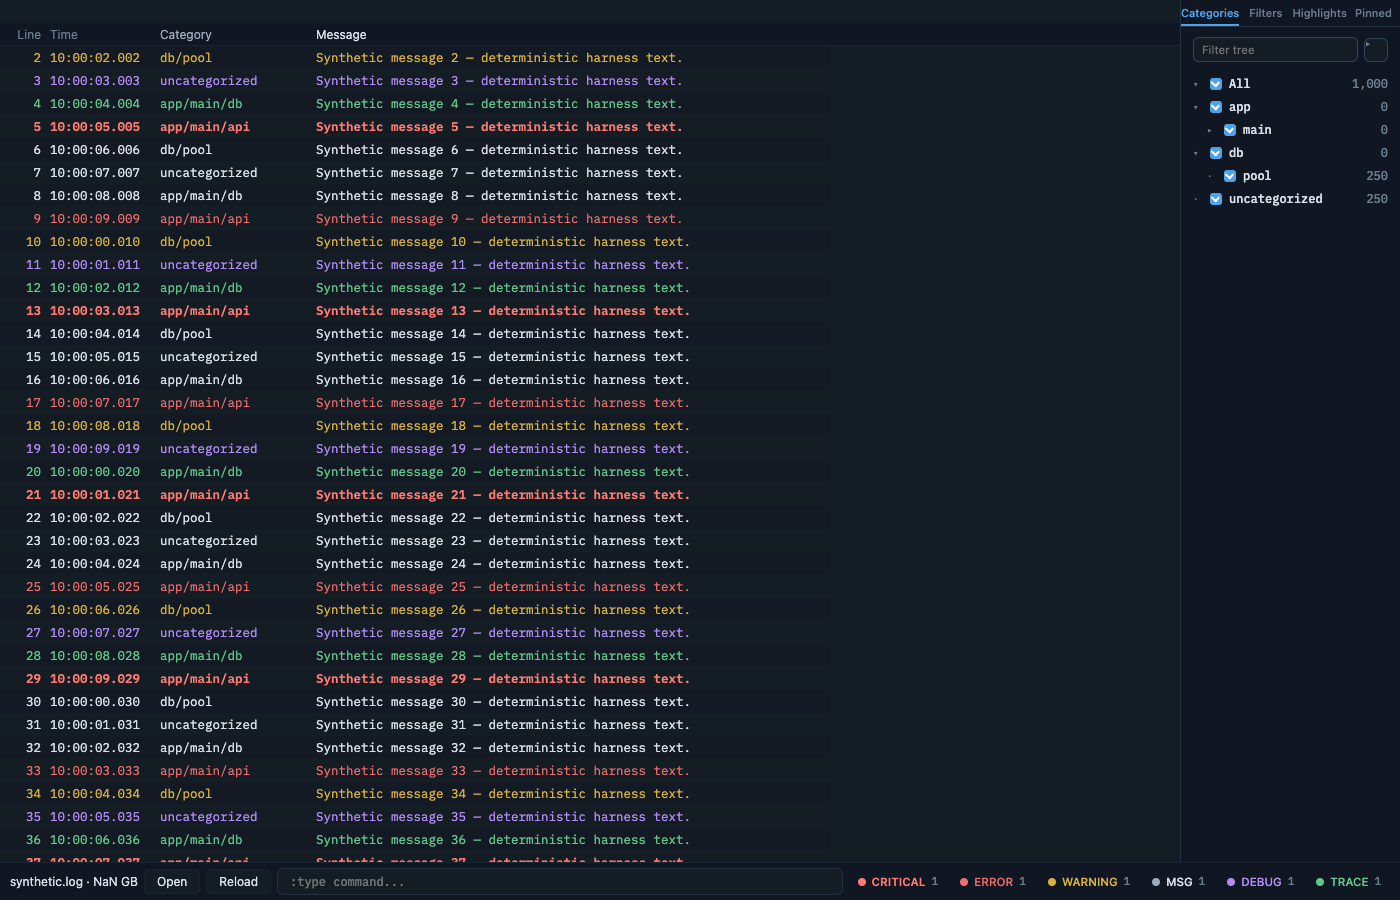 Categories Filters Highlights Pinned
Line Time Category Message
Filter tree
2 10:00:02.002 db/pool Synthetic message 2 — deterministic harness text.
3 10:00:03.003 uncategorized Synthetic message 3 — deterministic harness text.
4 10:00:04.004 app/main/db Synthetic message 4 — deterministic harness text.
5 10:00:05.005 app/main/api Synthetic message 5 — deterministic harness text.
6 10:00:06.006 db/pool Synthetic message 6 — deterministic harness text.
7 10:00:07.007 uncategorized Synthetic message 7 — deterministic harness text.
8 10:00:08.008 app/main/db Synthetic message 8 — deterministic harness text.
9 10:00:09.009 app/main/api Synthetic message 9 — deterministic harness text.
10 10:00:00.010 db/pool Synthetic message 10 — deterministic harness text.
11 10:00:01.011 uncategorized Synthetic message 11 — deterministic harness text.
12 10:00:02.012 app/main/db Synthetic message 12 — deterministic harness text.
13 10:00:03.013 app/main/api Synthetic message 13 — deterministic harness text.
14 10:00:04.014 db/pool Synthetic message 14 — deterministic harness text.
15 10:00:05.015 uncategorized Synthetic message 15 — deterministic harness text.
16 10:00:06.016 app/main/db Synthetic message 16 — deterministic harness text.
17 10:00:07.017 app/main/api Synthetic message 17 — deterministic harness text.
18 10:00:08.018 db/pool Synthetic message 18 — deterministic harness text.
19 10:00:09.019 uncategorized Synthetic message 19 — deterministic harness text.
20 10:00:00.020 app/main/db Synthetic message 20 — deterministic harness text.
21 10:00:01.021 app/main/api Synthetic message 21 — deterministic harness text.
22 10:00:02.022 db/pool Synthetic message 22 — deterministic harness text.
23 10:00:03.023 uncategorized Synthetic message 23 — deterministic harness text.
24 10:00:04.024 app/main/db Synthetic message 24 — deterministic harness text.
25 10:00:05.025 app/main/api Synthetic message 25 — deterministic harness text.
26 10:00:06.026 db/pool Synthetic message 26 — deterministic harness text.
27 10:00:07.027 uncategorized Synthetic message 27 — deterministic harness text.
28 10:00:08.028 app/main/db Synthetic message 28 — deterministic harness text.
29 10:00:09.029 app/main/api Synthetic message 29 — deterministic harness text.
30 10:00:00.030 db/pool Synthetic message 30 — deterministic harness text.
31 10:00:01.031 uncategorized Synthetic message 31 — deterministic harness text.
32 10:00:02.032 app/main/db Synthetic message 32 — deterministic harness text.
33 10:00:03.033 app/main/api Synthetic message 33 — deterministic harness text.
34 10:00:04.034 db/pool Synthetic message 34 — deterministic harness text.
35 10:00:05.035 uncategorized Synthetic message 35 — deterministic harness text.
36 10:00:06.036 app/main/db Synthetic message 36 — deterministic harness text.
All 1,000
app 0
main 0
db 0
pool 250
uncategorized 250
synthetic.log · NaN GB Open Reload :type command... CRITICAL 1 ERROR 1 WARNING 1 MSG 1 DEBUG 1 TRACE 1